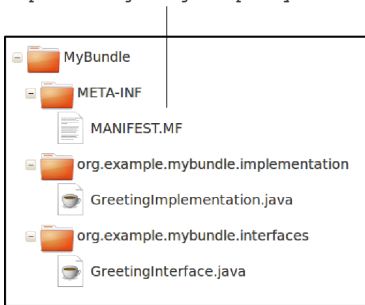 MyBundle
META-INF
MANIFEST.MF
org.example.mybundle.implementation
GreetingImplementation.java
org.example.mybundle.interfaces
GreetingInterface.java